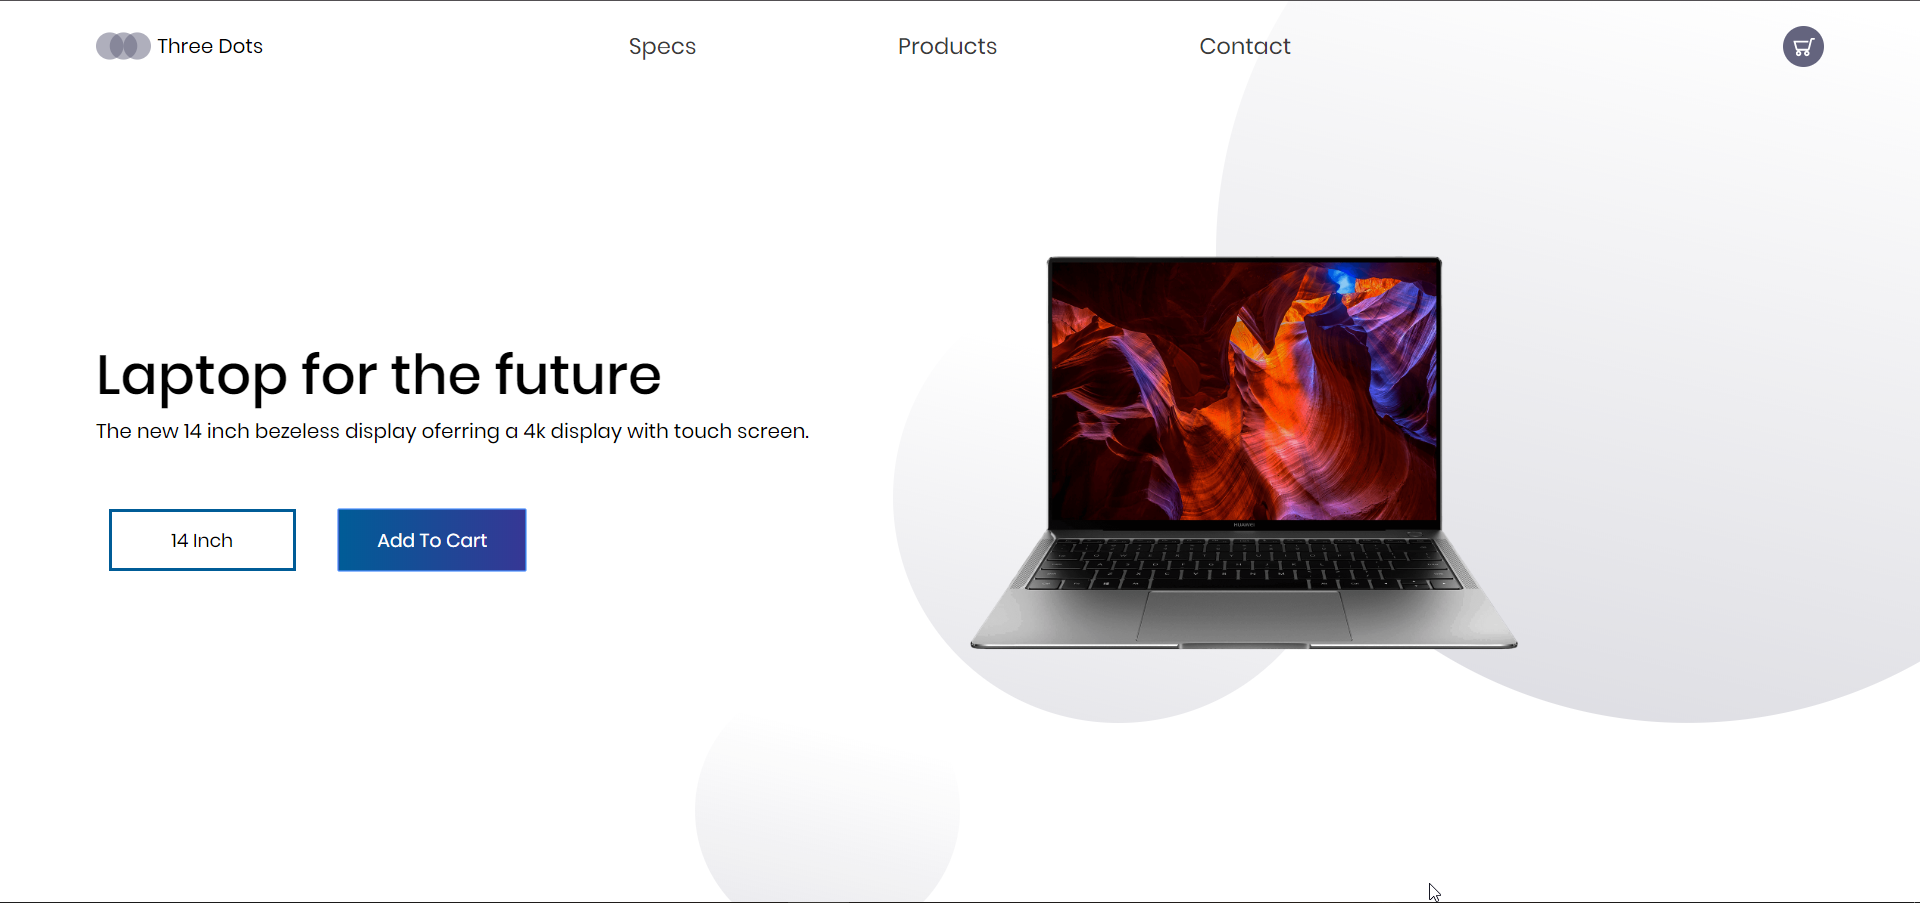 Three Dots
Specs
Products
Contact
Laptop for the future
The new 14 inch bezeless display oferring a 4k display with touch screen.
14 Inch
Add To Cart
HUAWEI